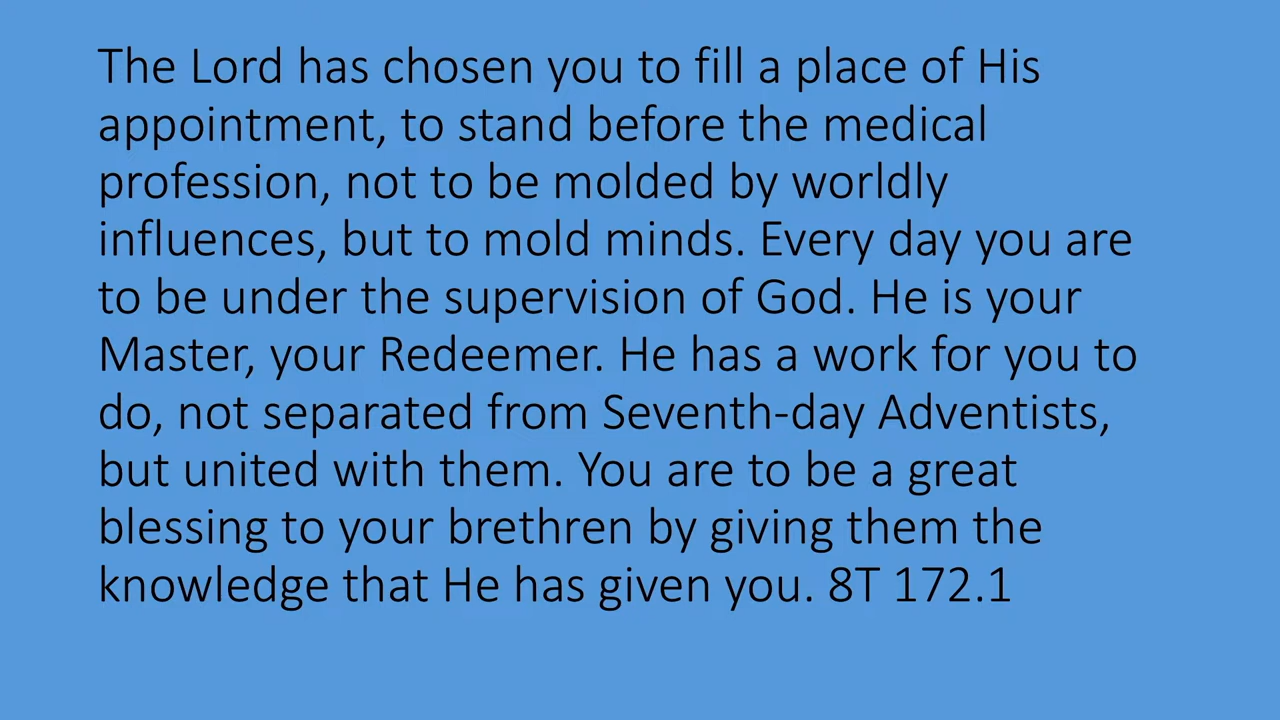 The Lord has chosen you to fill a place of His
appointment, to stand before the medical
profession, not to be molded by worldly
influences, but to mold minds. Every day you are
to be under the supervision of God. He is your
Master, your Redeemer. He has a work for you to
do, not separated from Seventh-day Adventists,
but united with them. You are to be a great
blessing to your brethren by giving them the
knowledge that He has given you. 8T 172.1